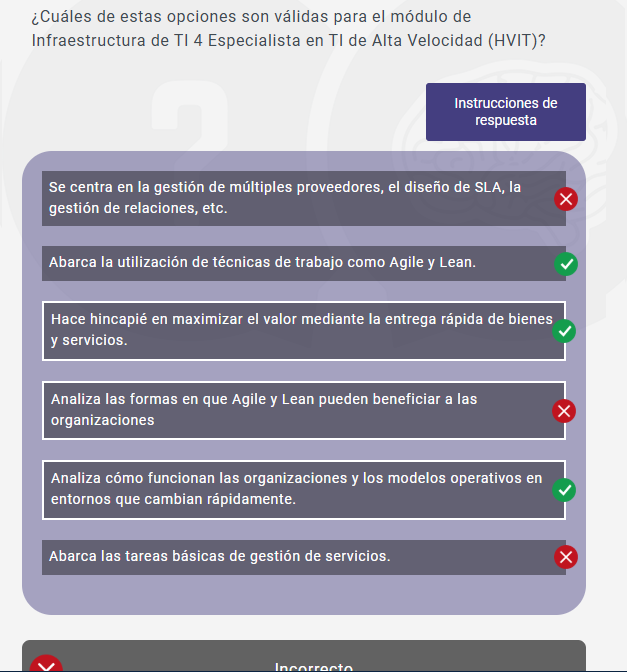 ¿Cuáles de estas opciones son válidas para el módulo de
Infraestructura de TI 4 Especialista en TI de Alta Velocidad (HVIT)?
Instrucciones de
respuesta
Se centra en la gestión de múltiples proveedores, el diseño de SLA, la
gestión de relaciones, etc.
Abarca la utilización de técnicas de trabajo como Agile y Lean.
Hace hincapié en maximizar el valor mediante la entrega rápida de bienes
y servicios.
Analiza las formas en que Agile y Lean pueden beneficiar a las
organizaciones
Analiza cómo funcionan las organizaciones y los modelos operativos en
entornos que cambian rápidamente.
Abarca las tareas básicas de gestión de servicios.
Incorrecto